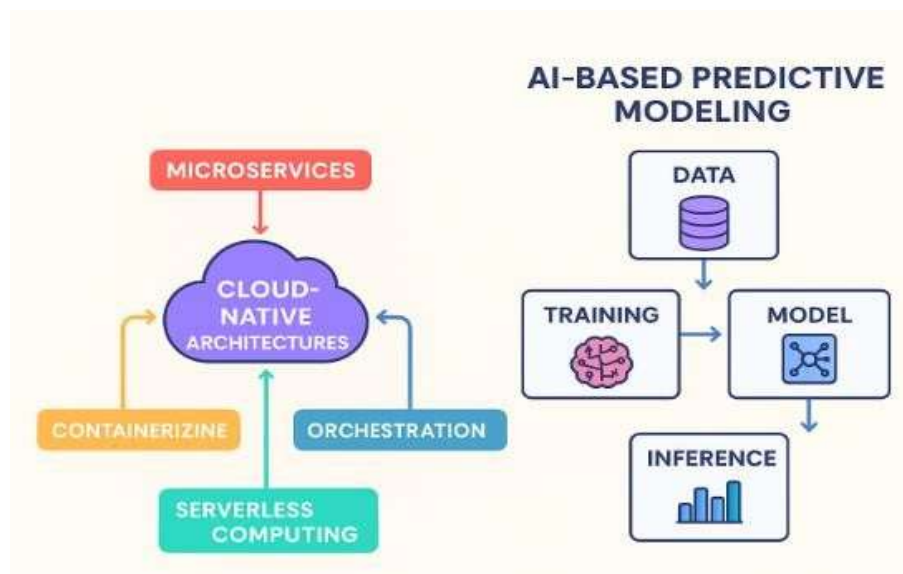 MICROSERVICES
CLOUD-
NATIVE
ARCHITECTURES
CONTAINERIZINE
ORCHESTRATION
SERVERLESS
COMPUTING
AI-BASED PREDICTIVE
MODELING
DATA
TRAINING
MODEL
INFERENCE